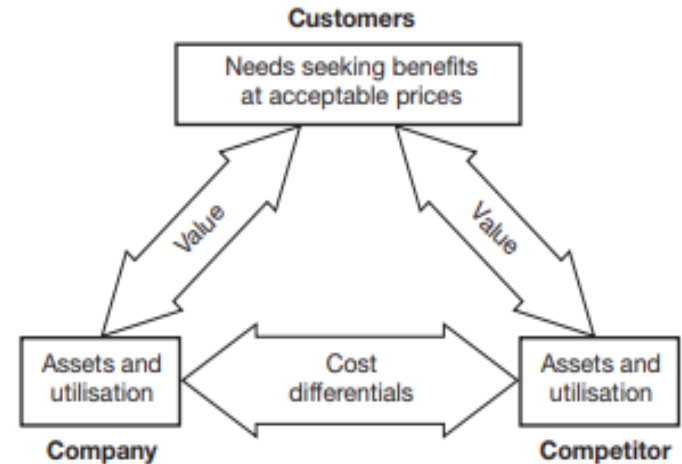 Customers
Needs seeking benefits
at acceptable prices
Value
Value
Assets and
utilisation
Cost
differentials
Assets and
utilisation
Company
Competitor